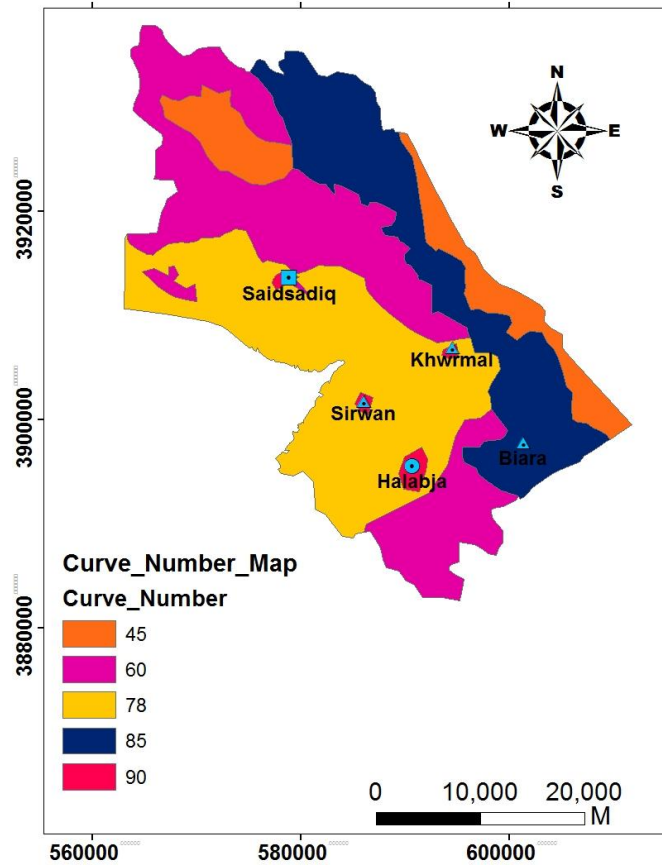 N
W E
S
3920000
Saidsadiq
Khwrmal
Sirwan
3900000
Biara
Halabja
Curve_Number_Map
Curve_Number
3880000
45
60
78
85
90
0 10,000 20,000
M
560000 580000 600000